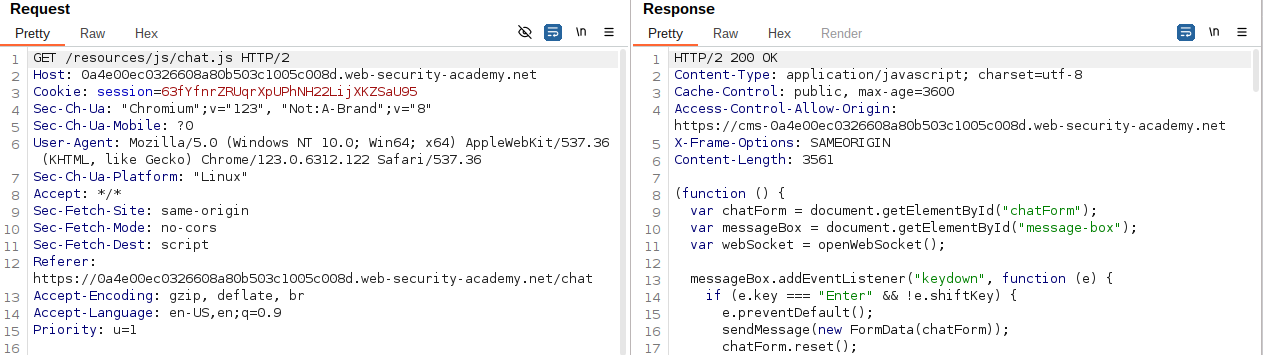 Request
Pretty Raw Hex
\n
1 GET /resources/js/chat.js HTTP/2
2 Host: 0a4e00ec0326608a80b503c1005c008d.web-security-academy.net
3 Cookie: session=63fYfnrZRUqrXpUPhNH22LijXKZSaU95
4 Sec-Ch-Ua: "Chromium";v="123", "Not:A-Brand";v="8"
5 Sec-Ch-Ua-Mobile: ?0
6 User-Agent: Mozilla/5.0 (Windows NT 10.0; Win64; x64) AppleWebKit/537.36
(KHTML, like Gecko) Chrome/123.0.6312.122 Safari/537.36
7 Sec-Ch-Ua-Platform: "Linux"
8 Accept: */*
9 Sec-Fetch-Site: same-origin
10 Sec-Fetch-Mode: no-cors
11 Sec-Fetch-Dest: script
12 Referer:
https://0a4e00ec0326608a80b503c1005c008d.web-security-academy.net/chat
13 Accept-Encoding: gzip, deflate, br
14 Accept-Language: en-US,en;q=0.9
15 Priority: u=1
16
Response
Pretty Raw Hex Render
\n
1 HTTP/2 200 OK
2 Content-Type: application/javascript; charset=utf-8
3 Cache-Control: public, max-age=3600
4 Access-Control-Allow-Origin:
https://cms-0a4e00ec0326608a80b503c1005c008d.web-security-academy.net
5 X-Frame-Options: SAMEORIGIN
6 Content-Length: 3561
7
8 (function () {
9 var chatForm = document.getElementById("chatForm");
10 var messageBox = document.getElementById("message-box");
11 var webSocket = openWebSocket();
12
13 messageBox.addEventListener("keydown", function (e) {
14 if (e.key === "Enter" && !e.shiftKey) {
15 e.preventDefault();
16 sendMessage(new FormData(chatForm));
17 chatForm.reset();